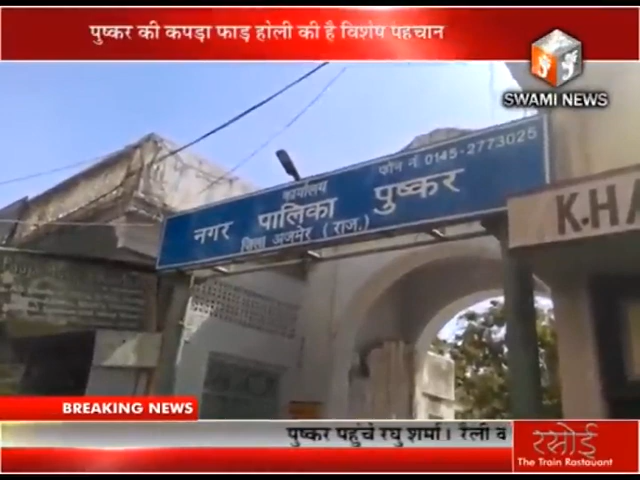 पुष्कर की कपड़ा फाड़ होली की है विशेष पहचान
SWAMI NEWS
कार्यालय
फोन नं 0145-2773025
नगर पालिका पुष्कर
जिला अजमेर (राज.)
K.HA
BREAKING NEWS
पुष्कर पहुंचे रघु शर्मा। रैली व
रसोई
The Train Rastaurant